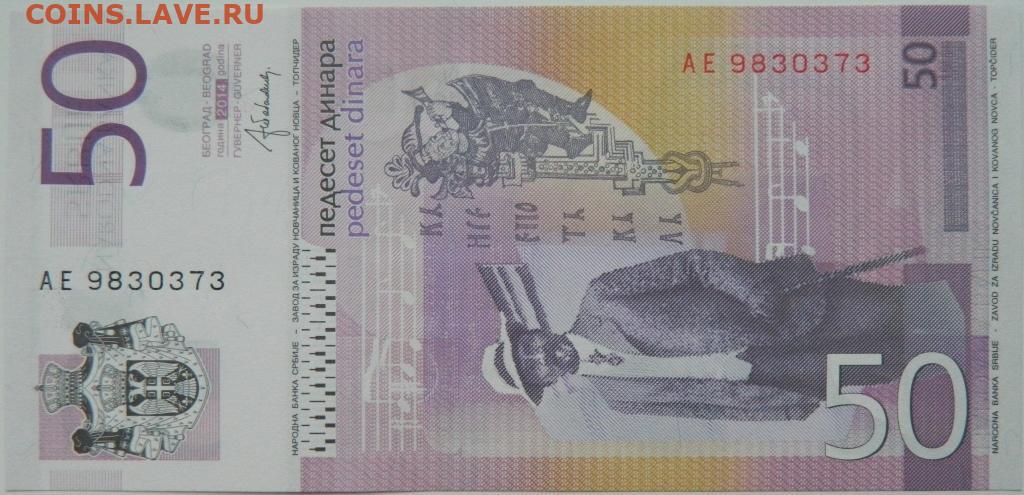 COINS.LAVE.RU
50
БЕОГРАД - BEOGRAD
година 2014 godina
ГУВЕРНЕР - GUVERNER
педесет динара
pedeset dinara
AE 9830373
50
AE 9830373
НАРОДНА БАНКА СРБИЈЕ – ЗАВОД ЗА ИЗРАДУ НОВЧАНИЦА И КОВАНОГ НОВЦА - ТОПЧИДЕР
50
NARODNA BANKA SRBIJE - ZAVOD ZA IZRADU NOVČANICA I KOVANOG NOVCA - TOPČIDER